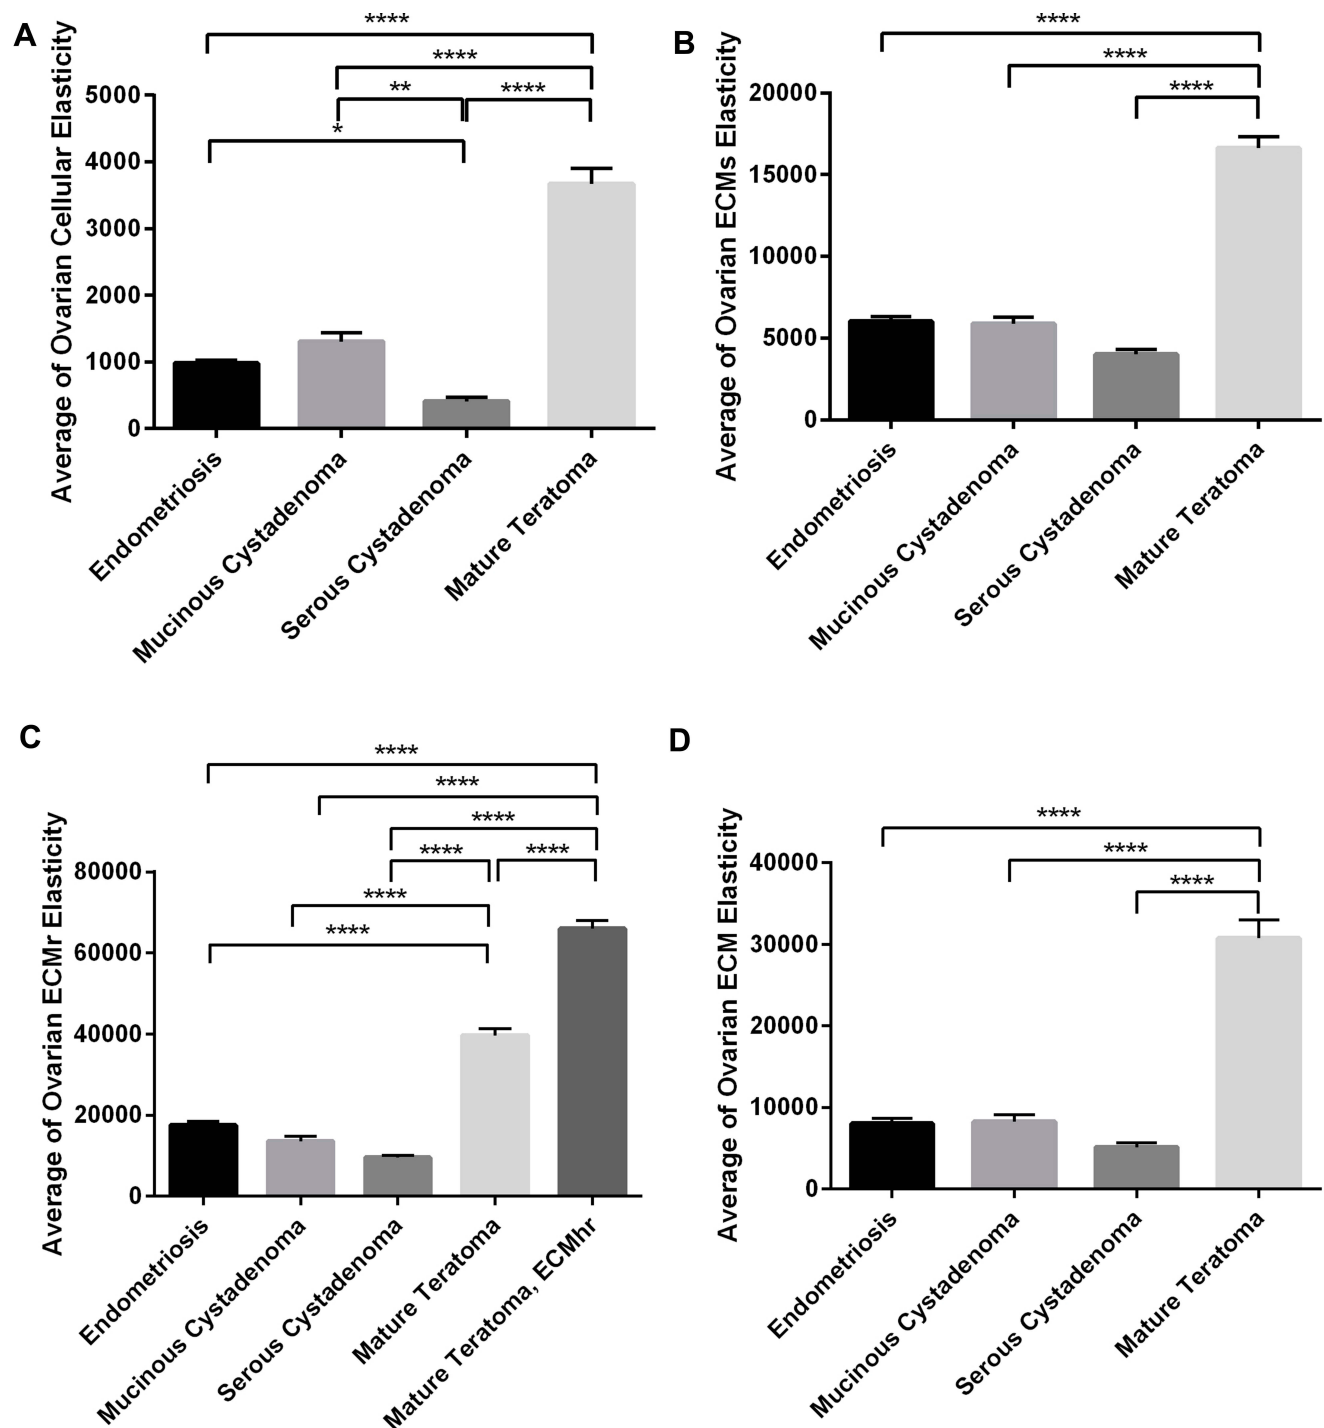 A
Average of Ovarian Cellular Elasticity
****
****
**
****
*
5000
4000
3000
2000
1000
0
Endometriosis
Mucinous Cystadenoma
Serous Cystadenoma
Mature Teratoma
B
Average of Ovarian ECMs Elasticity
****
****
****
20000
15000
10000
5000
0
Endometriosis
Mucinous Cystadenoma
Serous Cystadenoma
Mature Teratoma
C
Average of Ovarian ECMr Elasticity
****
****
****
****
****
****
****
80000
60000
40000
20000
0
Endometriosis
Mucinous Cystadenoma
Serous Cystadenoma
Mature Teratoma
Mature Teratoma, ECMhr
D
Average of Ovarian ECM Elasticity
****
****
****
40000
30000
20000
10000
0
Endometriosis
Mucinous Cystadenoma
Serous Cystadenoma
Mature Teratoma